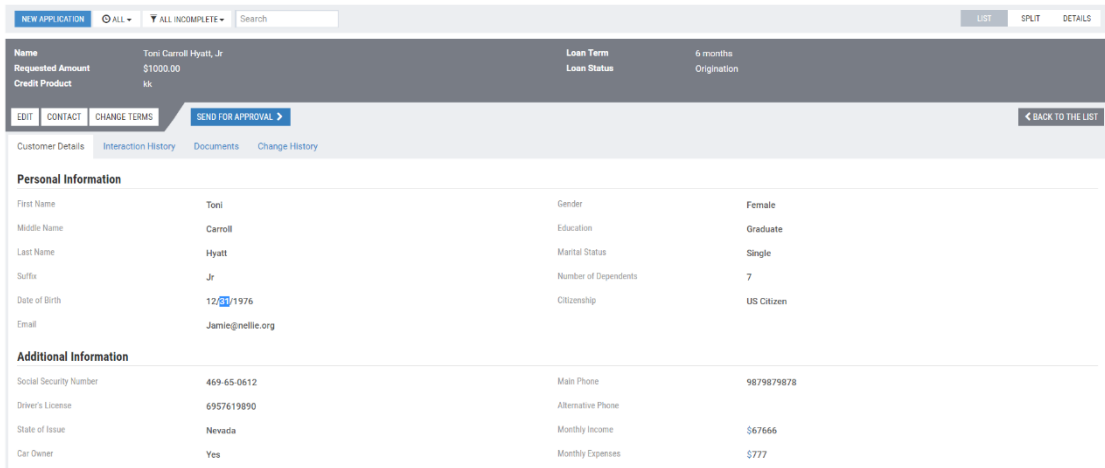 NEW APPLICATION ALL ALL INCOMPLETE Search LIST SPLIT DETAILS
Name Toni Carroll Hyatt, Jr Loan Term 6 months
Requested Amount $1000.00 Loan Status Origination
Credit Product kk
EDIT CONTACT CHANGE TERMS SEND FOR APPROVAL BACK TO THE LIST
Customer Details Interaction History Documents Change History
Personal Information
First Name Toni Gender Female
Middle Name Carroll Education Graduate
Last Name Hyatt Marital Status Single
Suffix Jr Number of Dependents 7
Date of Birth 12/31/1976 Citizenship US Citizen
Email Jamie@nellie.org
Additional Information
Social Security Number 469-65-0612 Main Phone 9879879878
Driver's License 6957619890 Alternative Phone
State of Issue Nevada Monthly Income $67666
Car Owner Yes Monthly Expenses $777